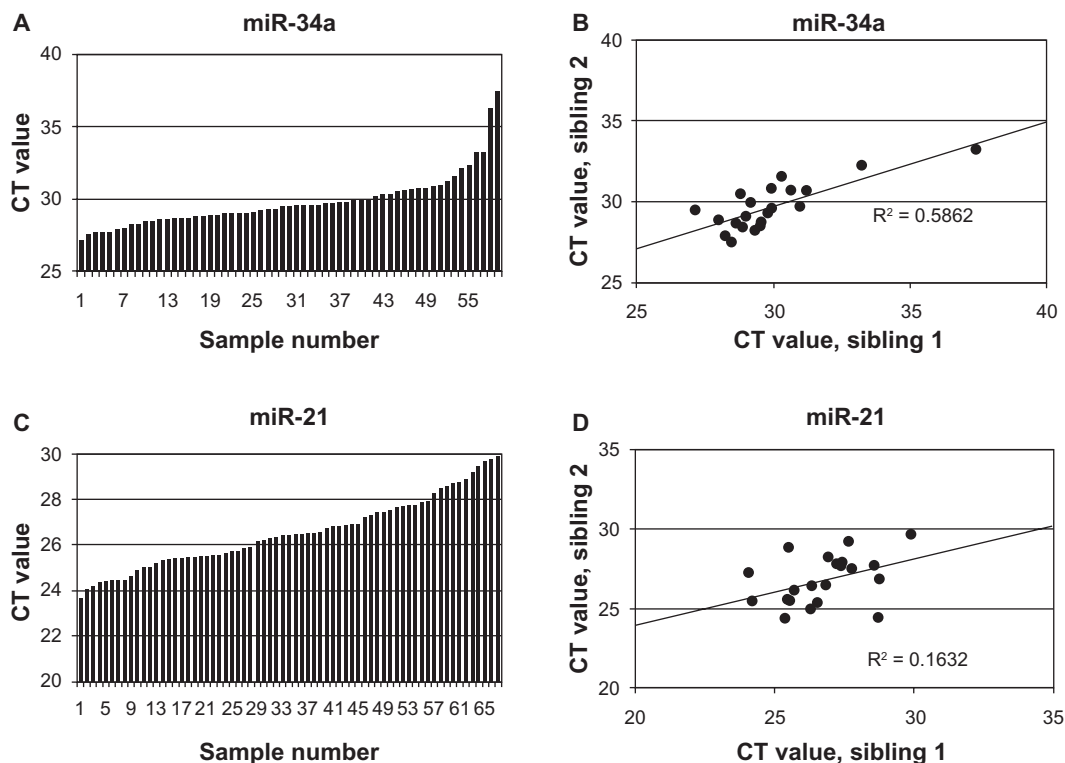 A
miR-34a
CT value
40
35
30
25
1 7 13 19 25 31 37 43 49 55
Sample number
B
miR-34a
CT value, sibling 2
40
35
30
25
R² = 0.5862
25 30 35 40
CT value, sibling 1
C
miR-21
CT value
30
28
26
24
22
20
1 5 9 13 17 21 25 29 33 37 41 45 49 53 57 61 65
Sample number
D
miR-21
CT value, sibling 2
35
30
25
20
R² = 0.1632
20 25 30 35
CT value, sibling 1